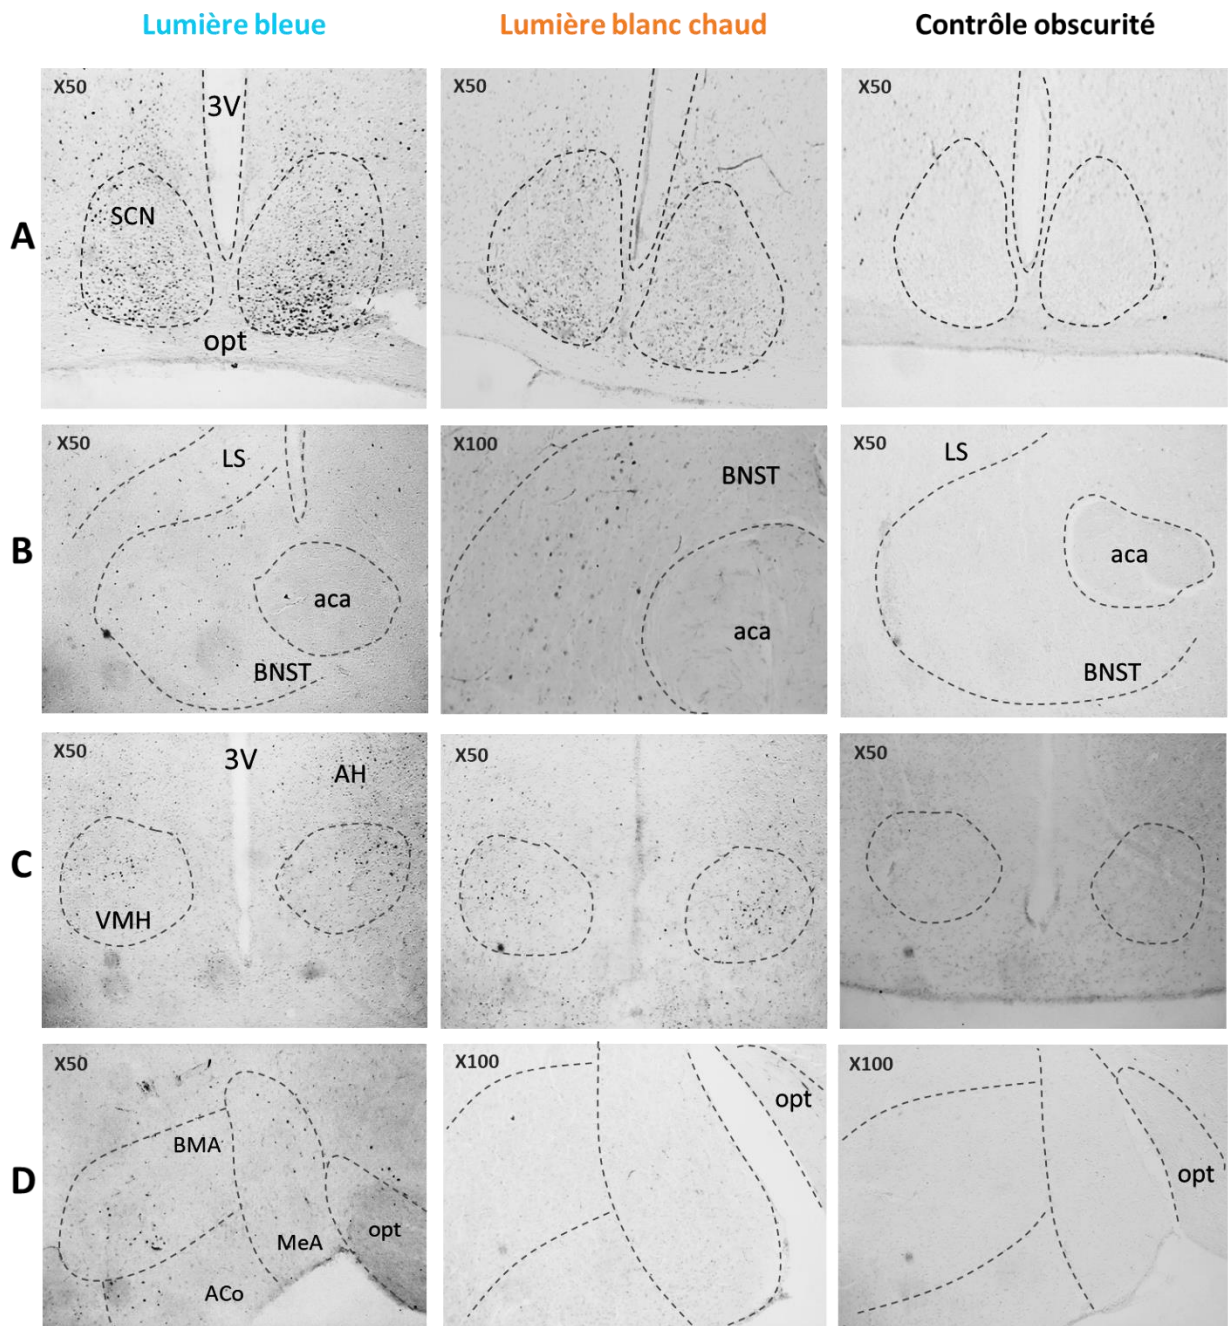 Lumière bleue
Lumière blanc chaud
Contrôle obscurité
A
X50
3V
SCN
opt
X50
X50
B
X50
LS
aca
BNST
X100
BNST
aca
X50
LS
aca
BNST
C
X50
3V
AH
VMH
X50
X50
D
X50
BMA
MeA
opt
ACo
X100
opt
X100
opt